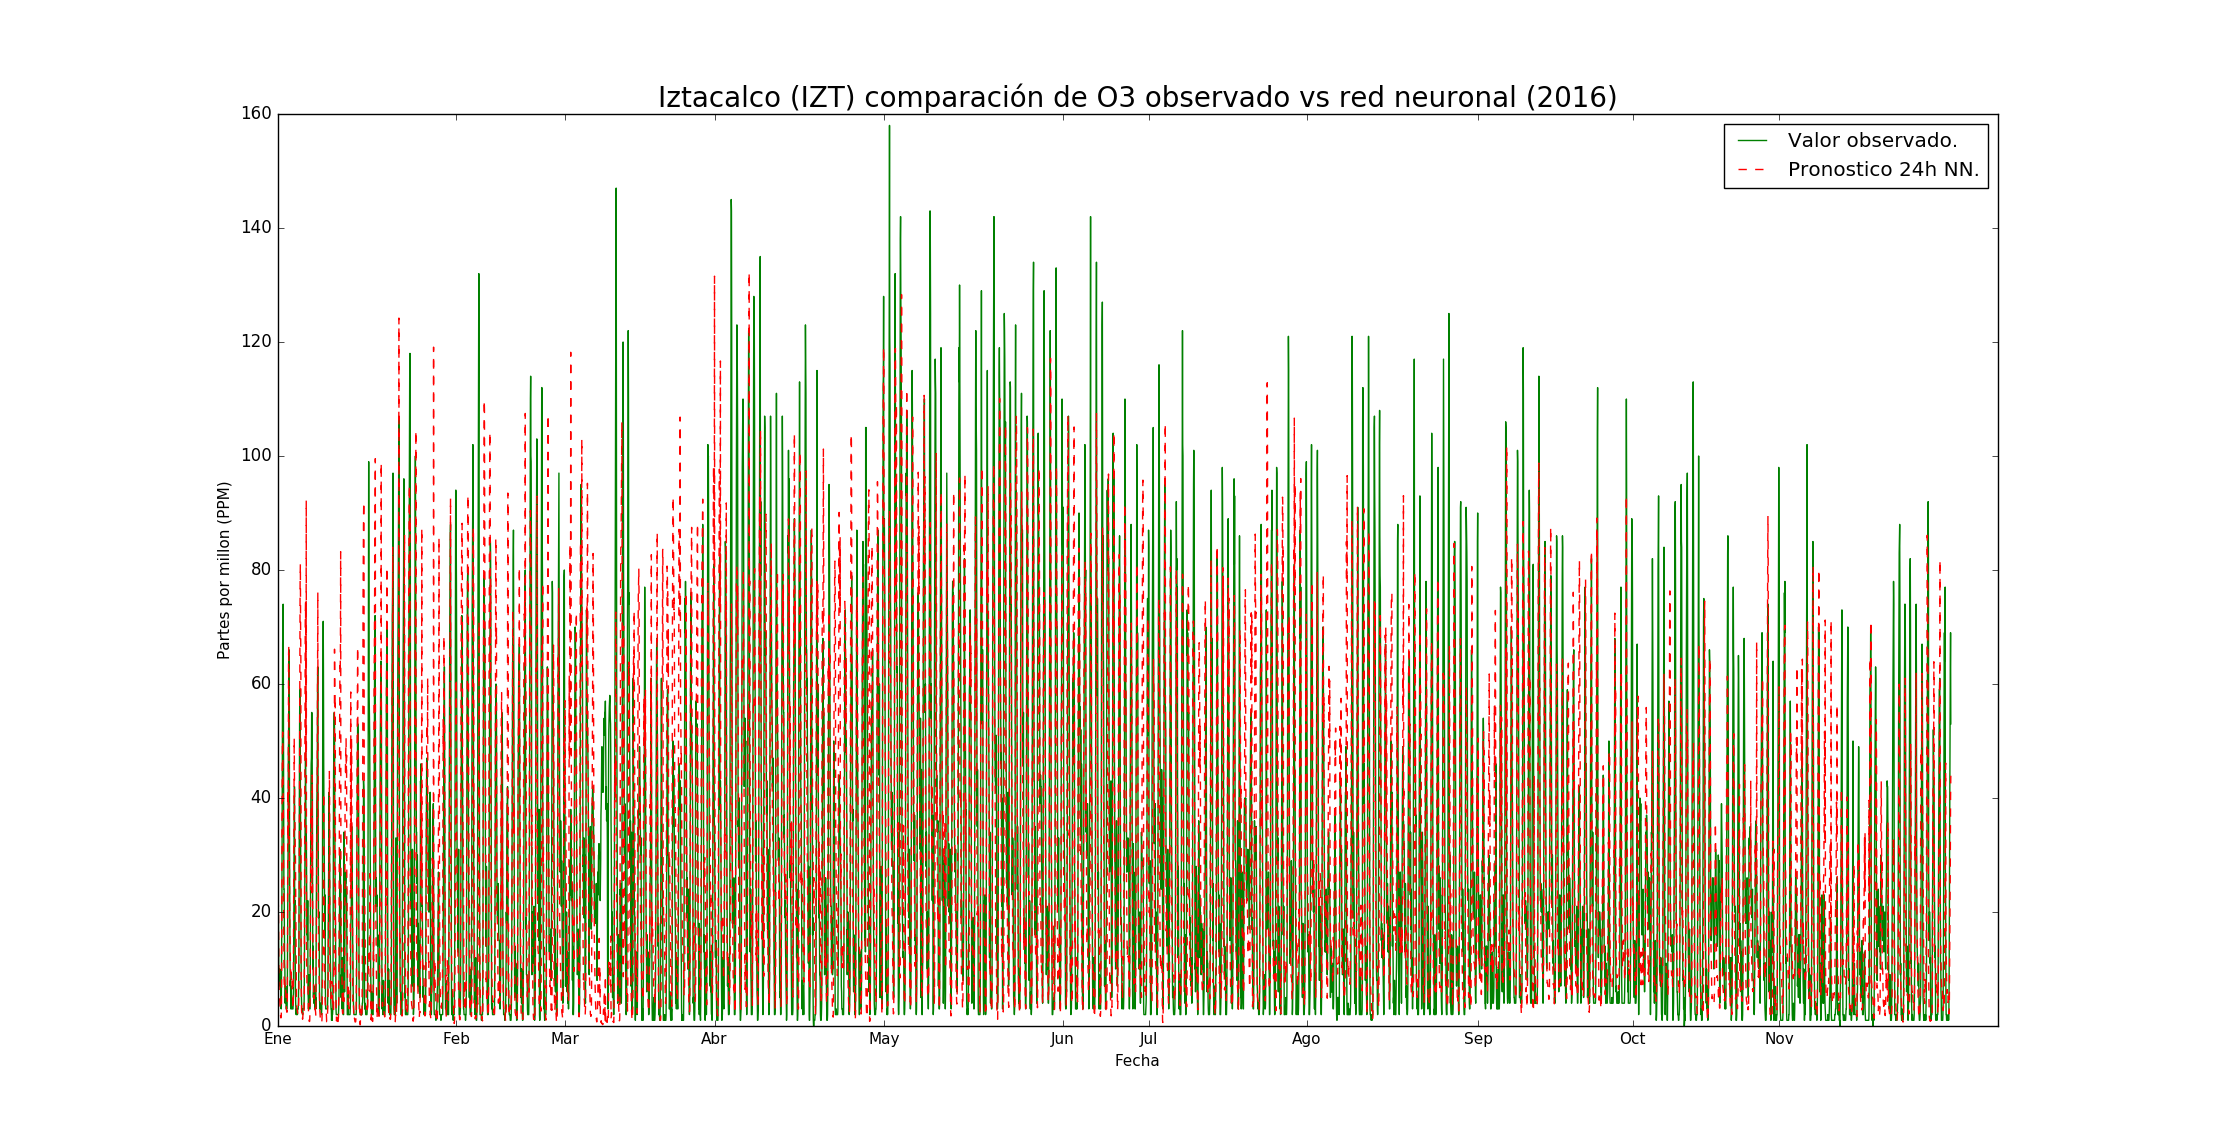 Iztacalco (IZT) comparación de O3 observado vs red neuronal (2016)
160
140
120
100
80
60
40
20
0
Partes por millon (PPM)
Valor observado.
Pronostico 24h NN.
Ene Feb Mar Abr May Jun Jul Ago Sep Oct Nov
Fecha